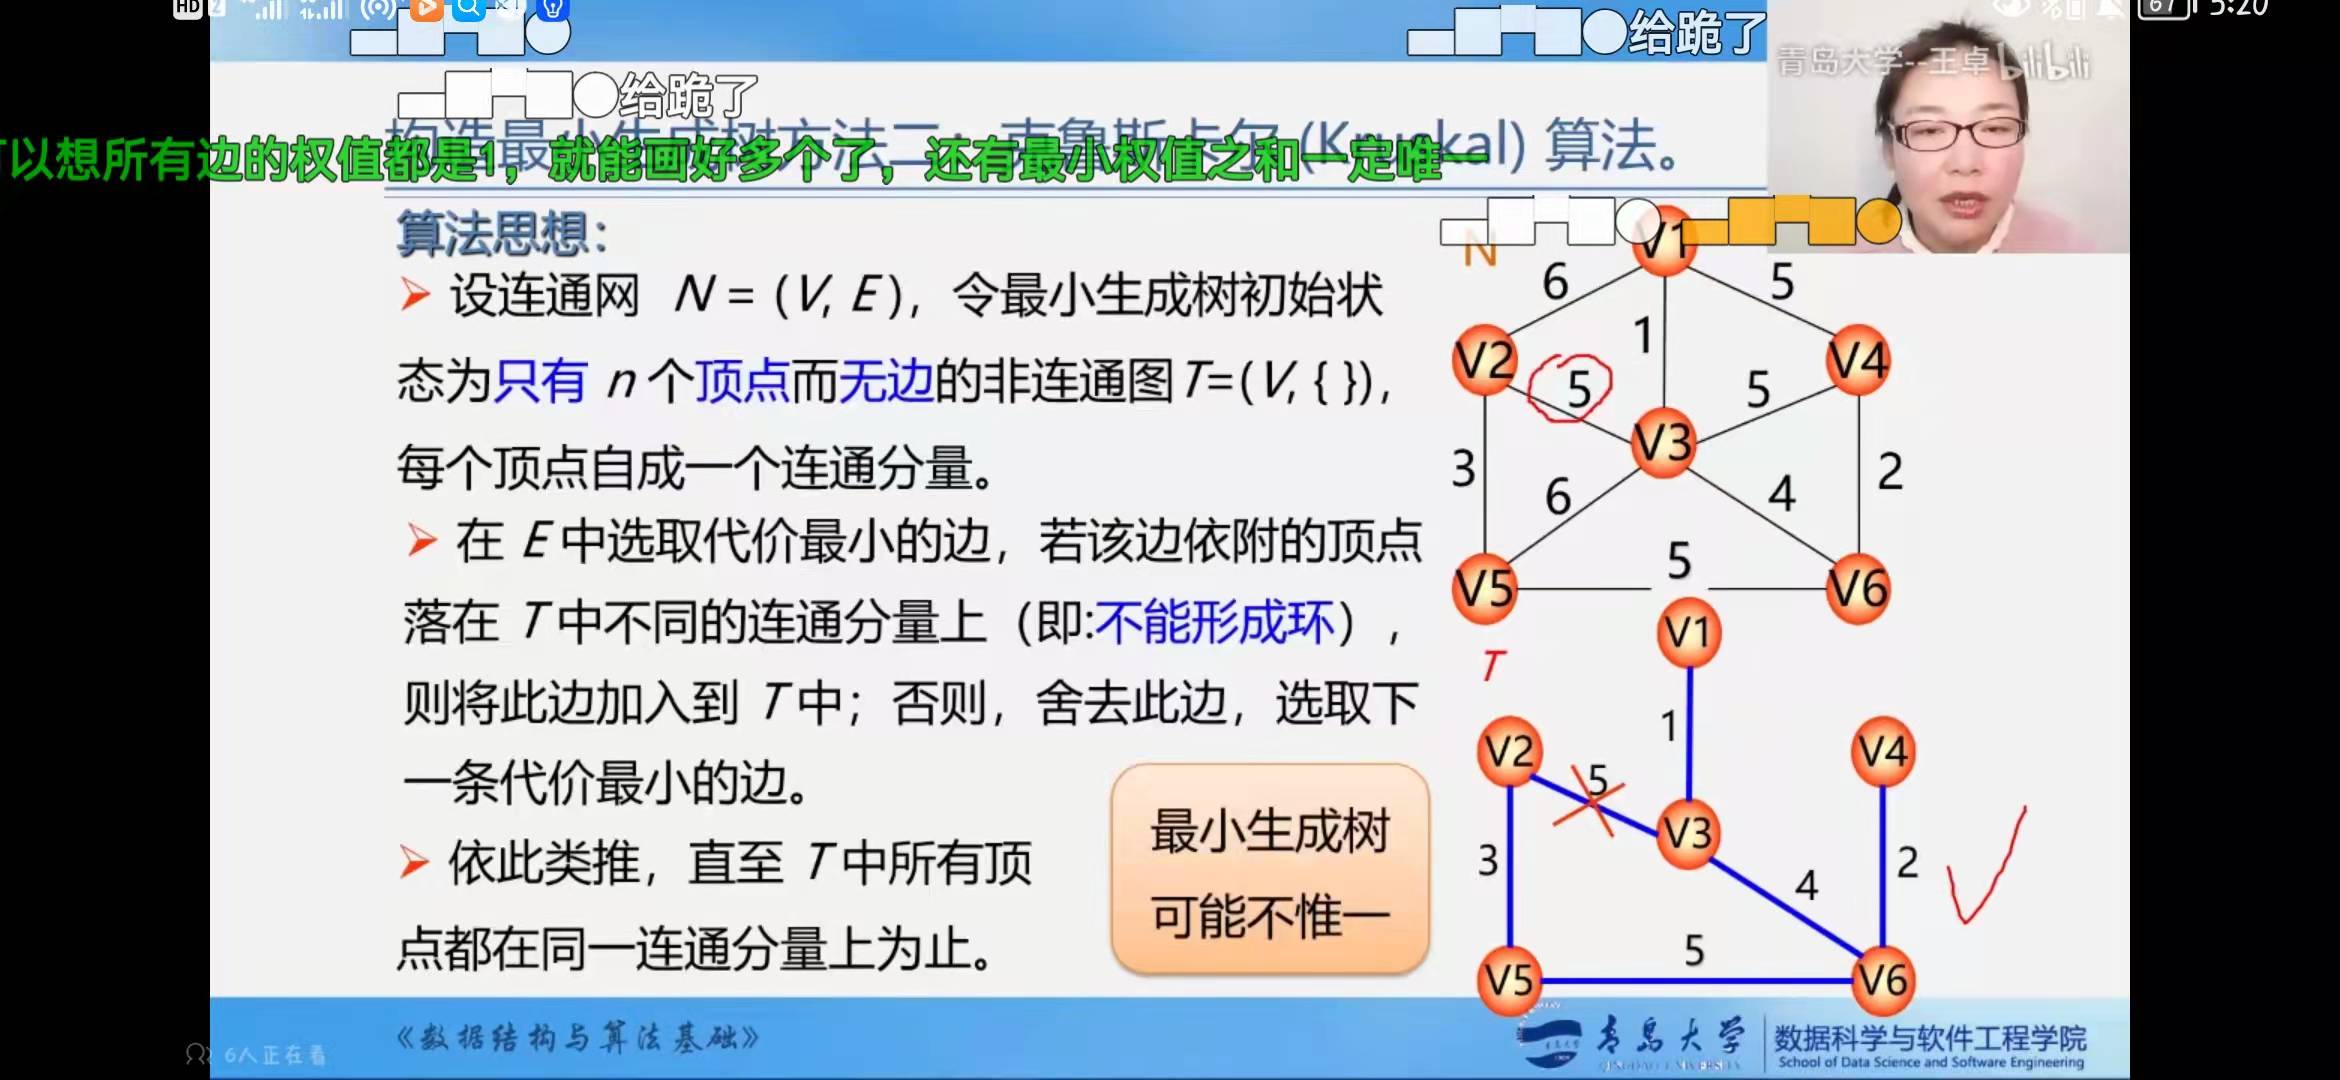 HD 2
67 5:20
给跪了
给跪了
青岛大学--王卓 bilibili
构造最小生成树方法二：克鲁斯卡尔 (Kruskal) 算法。
可以想所有边的权值都是1，就能画好多个了，还有最小权值之和一定唯一
算法思想：
设连通网 N = (V, E )，令最小生成树初始状
态为只有 n 个顶点而无边的非连通图 T=(V, { })，
每个顶点自成一个连通分量。
在 E 中选取代价最小的边，若该边依附的顶点
落在 T 中不同的连通分量上（即:不能形成环），
则将此边加入到 T 中；否则，舍去此边，选取下
一条代价最小的边。
依此类推，直至 T 中所有顶
点都在同一连通分量上为止。
最小生成树
可能不惟一
N
V1
6
5
1
V2
5
5
V4
V3
3
6
4
2
5
V5
V6
T
V1
1
V2
5
V4
V3
3
4
2
5
V5
V6
《数据结构与算法基础》
6人正在看
青岛大学
QINGDAO UNIVERSITY
数据科学与软件工程学院
School of Data Science and Software Engineering